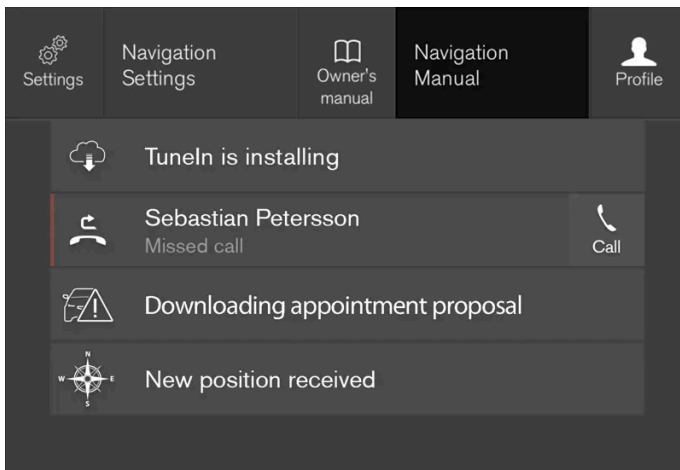 Settings
Navigation
Settings
Owner's
manual
Navigation
Manual
Profile
TuneIn is installing
Sebastian Petersson
Missed call
Call
Downloading appointment proposal
N
W E
S
New position received